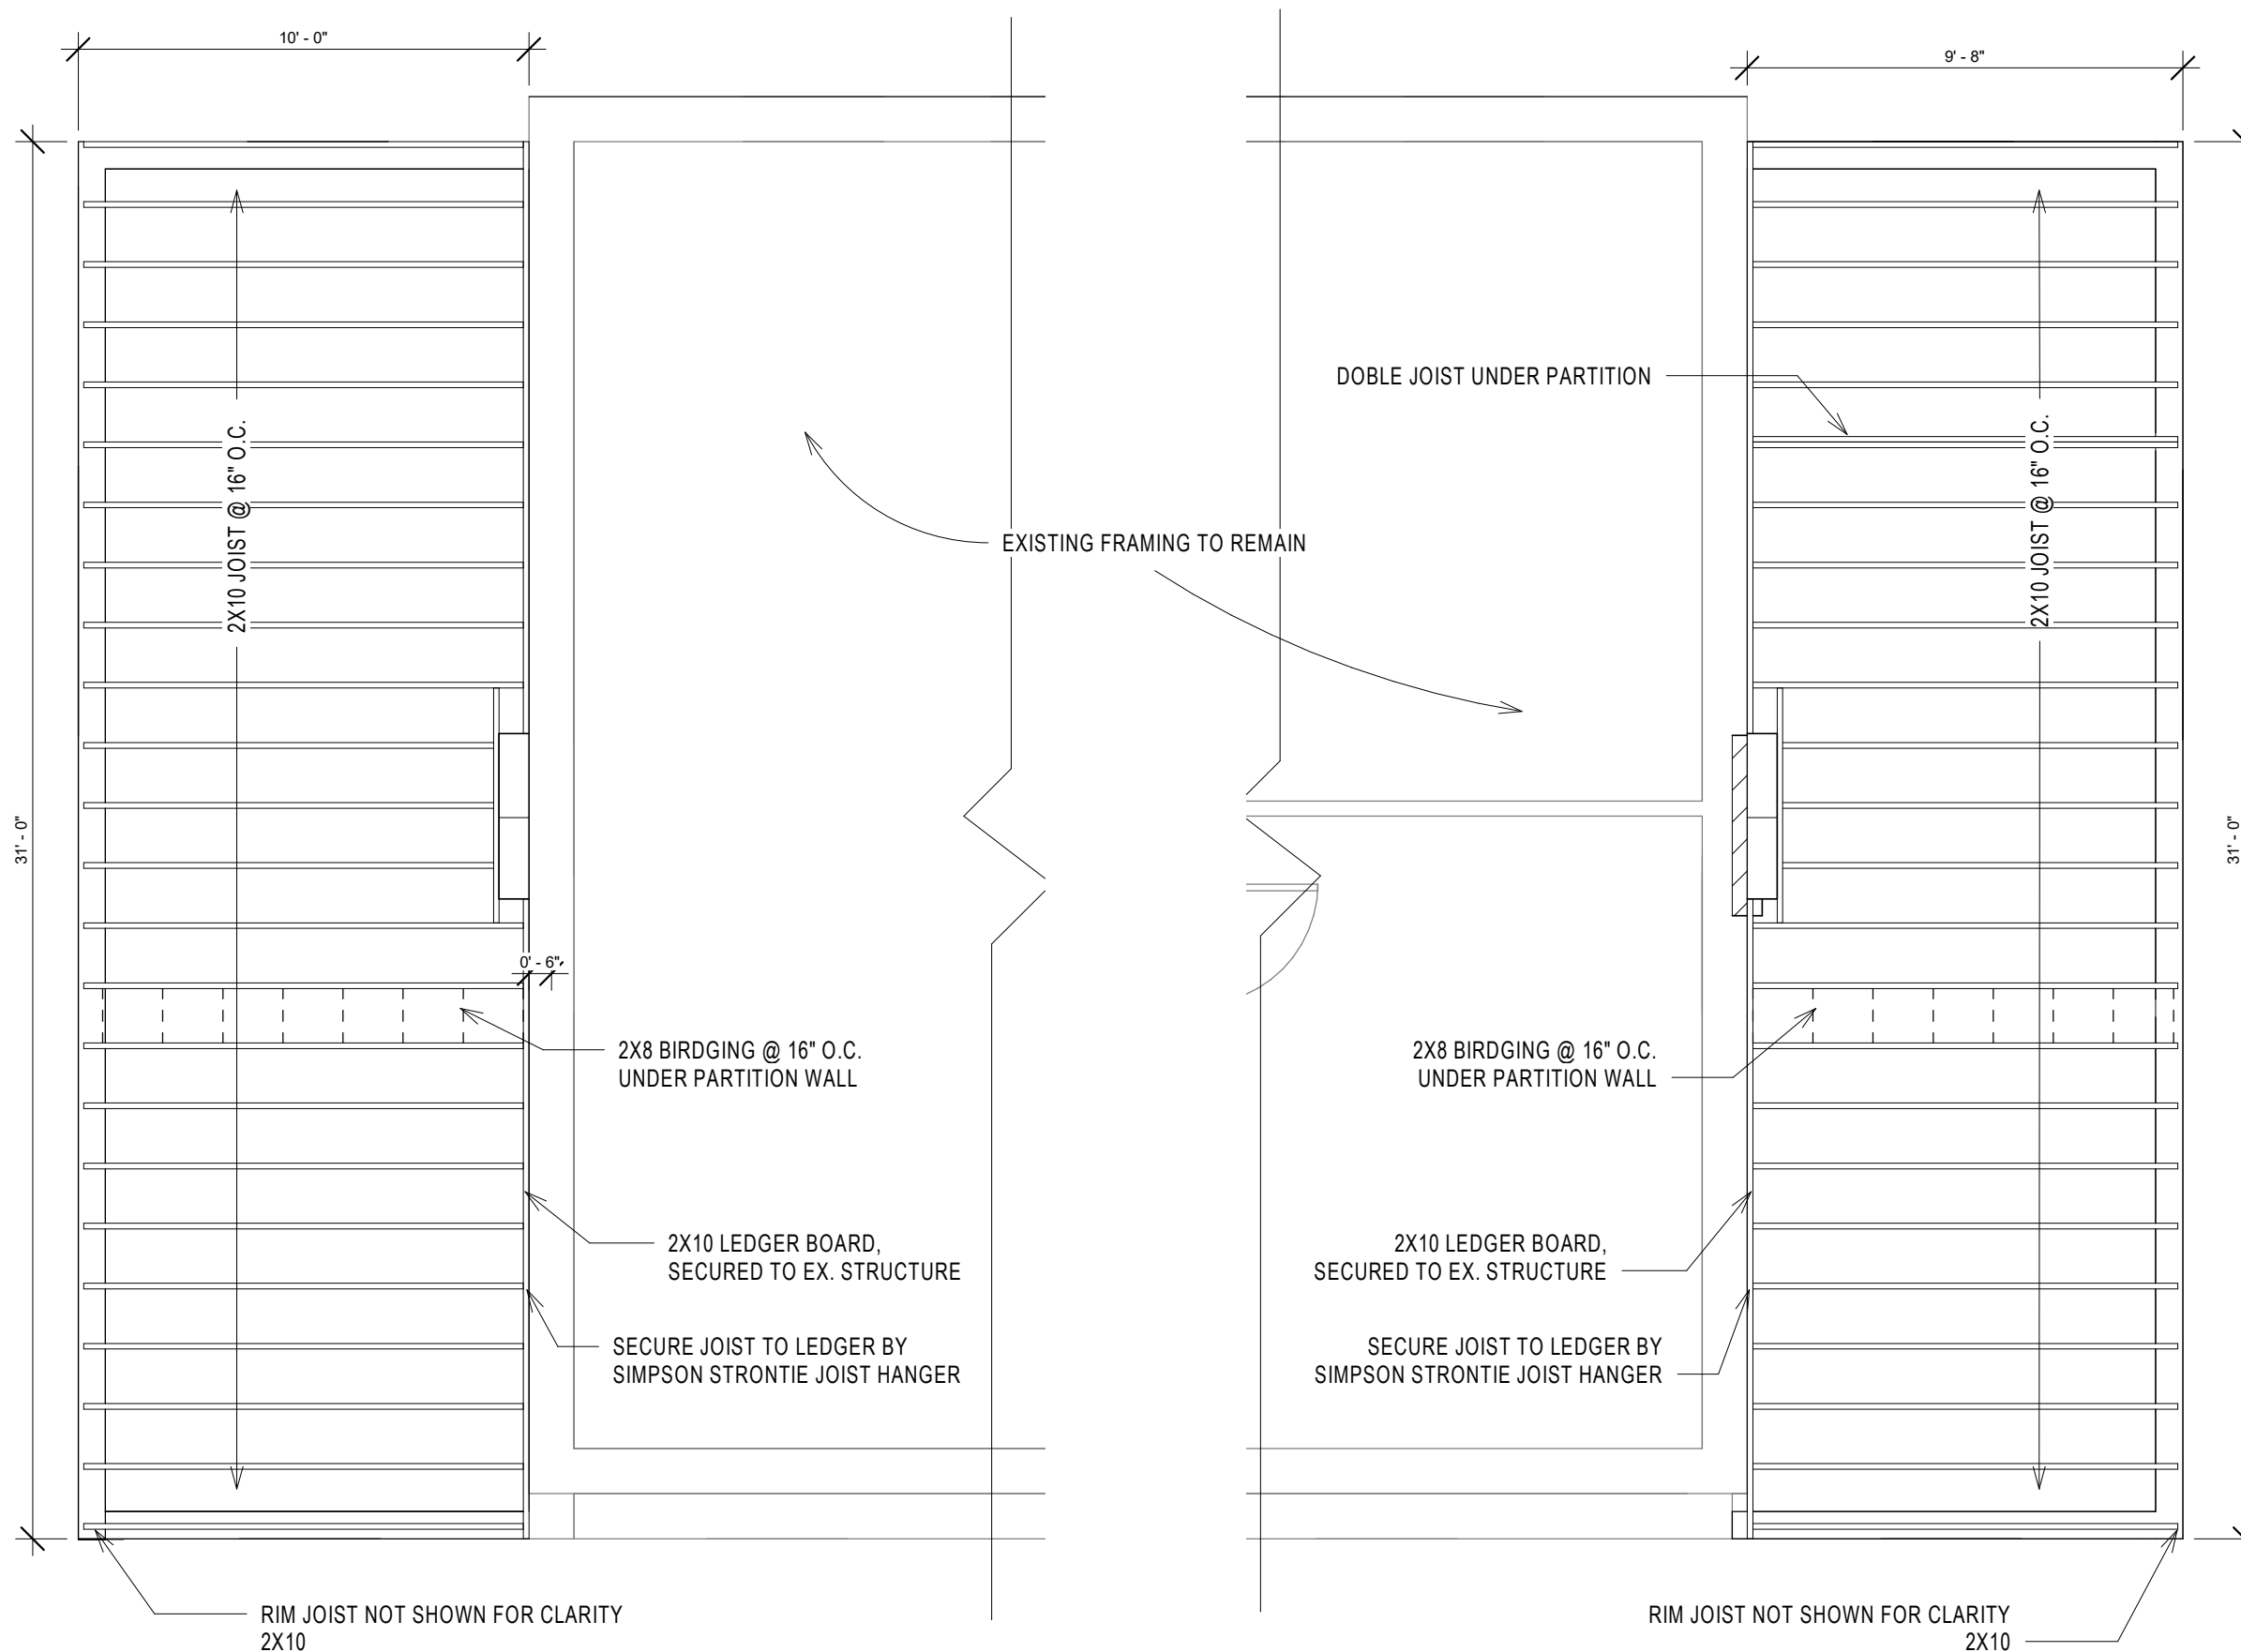 10' - 0"
9' - 8"
DOBLE JOIST UNDER PARTITION
2X10 JOIST @ 16" O.C.
2X10 JOIST @ 16" O.C.
EXISTING FRAMING TO REMAIN
31' - 0"
31' - 0"
0' - 6"
2X8 BIRDGING @ 16" O.C.
UNDER PARTITION WALL
2X8 BIRDGING @ 16" O.C.
UNDER PARTITION WALL
2X10 LEDGER BOARD,
SECURED TO EX. STRUCTURE
2X10 LEDGER BOARD,
SECURED TO EX. STRUCTURE
SECURE JOIST TO LEDGER BY
SIMPSON STRONTIE JOIST HANGER
SECURE JOIST TO LEDGER BY
SIMPSON STRONTIE JOIST HANGER
RIM JOIST NOT SHOWN FOR CLARITY
2X10
RIM JOIST NOT SHOWN FOR CLARITY
2X10